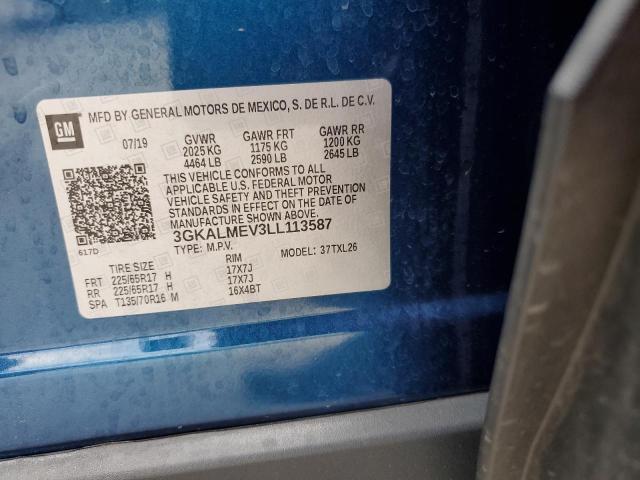 GM
MFD BY GENERAL MOTORS DE MEXICO, S. DE R.L. DE C.V.
07/19 GVWR GAWR FRT GAWR RR
2025 KG 1175 KG 1200 KG
4464 LB 2590 LB 2645 LB
THIS VEHICLE CONFORMS TO ALL
APPLICABLE U.S. FEDERAL MOTOR
VEHICLE SAFETY, BUMPER, AND THEFT
PREVENTION STANDARDS
IN EFFECT ON THE DATE OF
MANUFACTURE SHOWN ABOVE.
617D
3GKALMEV3LL113587
TYPE: M.P.V. MODEL: 37TXL26
TIRE SIZE RIM
FRT 225/65R17 H 17X7J
RR 225/65R17 H 17X7J
SPA T135/70R16 M 16X4BT